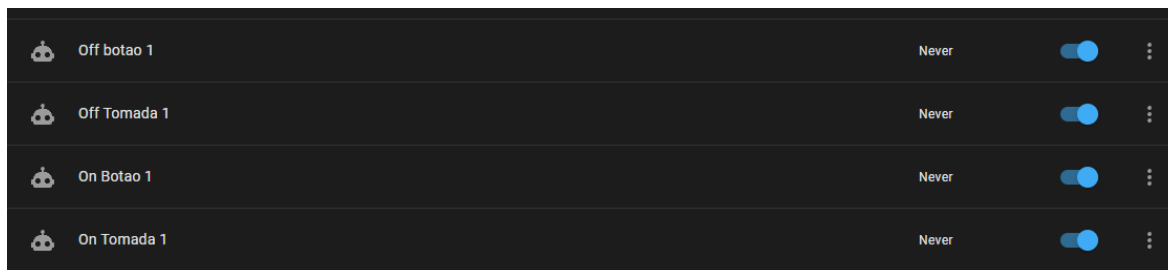 Off botao 1 Never
Off Tomada 1 Never
On Botao 1 Never
On Tomada 1 Never